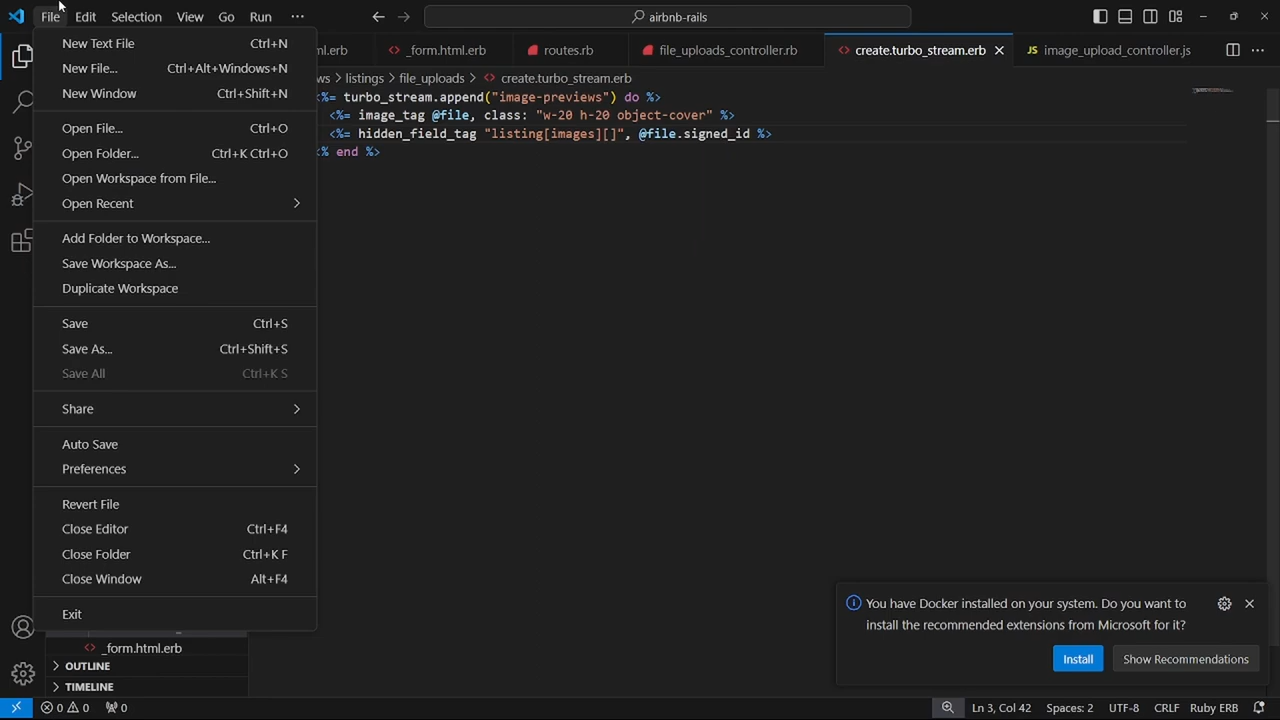 File Edit Selection View Go Run ··· airbnb-rails
New Text File Ctrl+N
New File... Ctrl+Alt+Windows+N
New Window Ctrl+Shift+N
Open File... Ctrl+O
Open Folder... Ctrl+K Ctrl+O
Open Workspace from File...
Open Recent
Add Folder to Workspace...
Save Workspace As...
Duplicate Workspace
Save Ctrl+S
Save As... Ctrl+Shift+S
Save All Ctrl+K S
Share
Auto Save
Preferences
Revert File
Close Editor Ctrl+F4
Close Folder Ctrl+K F
Close Window Alt+F4
Exit
_form.html.erb
OUTLINE
TIMELINE
ml.erb _form.html.erb routes.rb file_uploads_controller.rb create.turbo_stream.erb JS image_upload_controller.js
ws > listings > file_uploads > create.turbo_stream.erb
<%= turbo_stream.append("image-previews") do %>
<%= image_tag @file, class: "w-20 h-20 object-cover" %>
<%= hidden_field_tag "listing[images][]", @file.signed_id %>
<% end %>
You have Docker installed on your system. Do you want to
install the recommended extensions from Microsoft for it?
Install Show Recommendations
0 0 0 Ln 3, Col 42 Spaces: 2 UTF-8 CRLF Ruby ERB